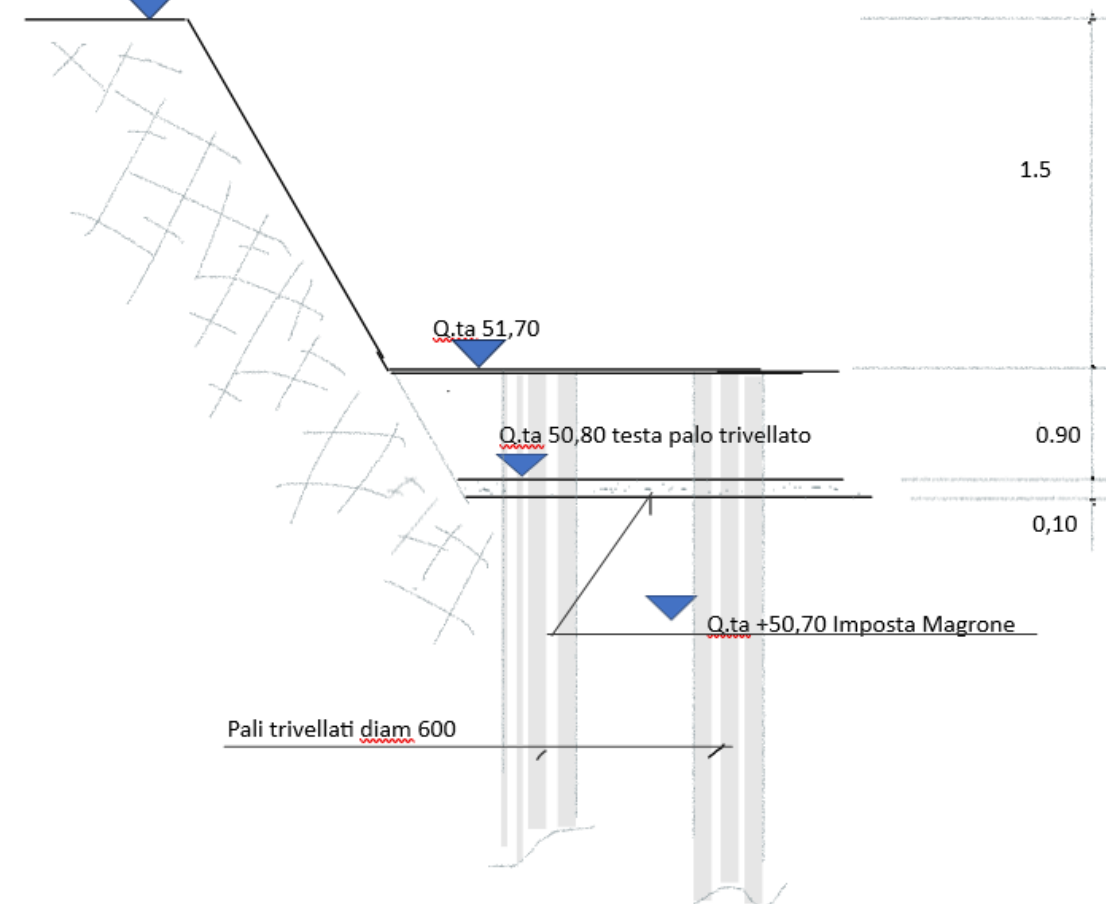 1.5
Q.ta 51,70
Q.ta 50,80 testa palo trivellato
0.90
0,10
Q.ta +50,70 Imposta Magrone
Pali trivellati diam 600